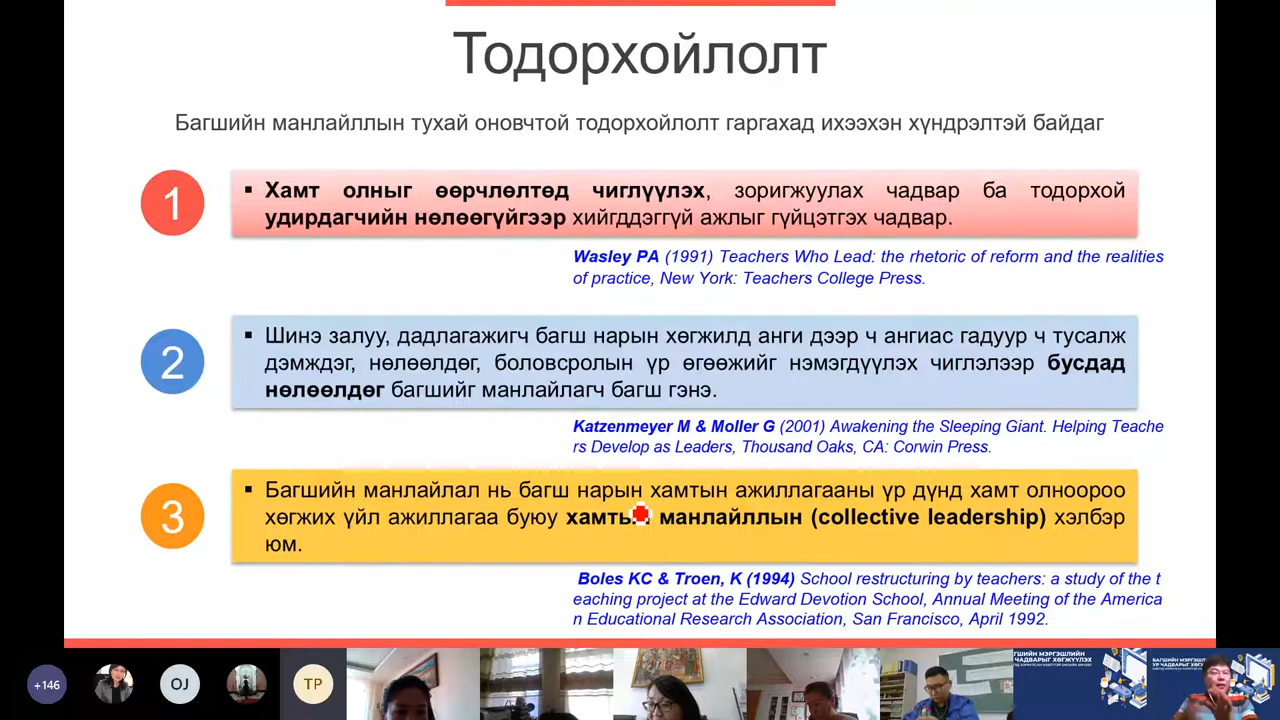 Тодорхойлолт
Багшийн манлайллын тухай оновчтой тодорхойлолт гаргахад ихээхэн хүндрэлтэй байдаг
1
▪ Хамт олныг өөрчлөлтөд чиглүүлэх, зоригжуулах чадвар ба тодорхой
удирдагчийн нөлөөгүйгээр хийгддэггүй ажлыг гүйцэтгэх чадвар.
Wasley PA (1991) Teachers Who Lead: the rhetoric of reform and the realities
of practice, New York: Teachers College Press.
2
▪ Шинэ залуу, дадлагажигч багш нарын хөгжилд анги дээр ч ангиас гадуур ч тусалж
дэмждэг, нөлөөлдөг, боловсролын үр өгөөжийг нэмэгдүүлэх чиглэлээр бусдад
нөлөөлдөг багшийг манлайлагч багш гэнэ.
Katzenmeyer M & Moller G (2001) Awakening the Sleeping Giant. Helping Teache
rs Develop as Leaders, Thousand Oaks, CA: Corwin Press.
3
▪ Багшийн манлайлал нь багш нарын хамтын ажиллагааны үр дүнд хамт олноороо
хөгжих үйл ажиллагаа буюу манлайллын (collective leadership) хэлбэр
юм.
Boles KC & Troen, K (1994) School restructuring by teachers: a study of the t
eaching project at the Edward Devotion School, Annual Meeting of the America
n Educational Research Association, San Francisco, April 1992.
+146
OJ
TP